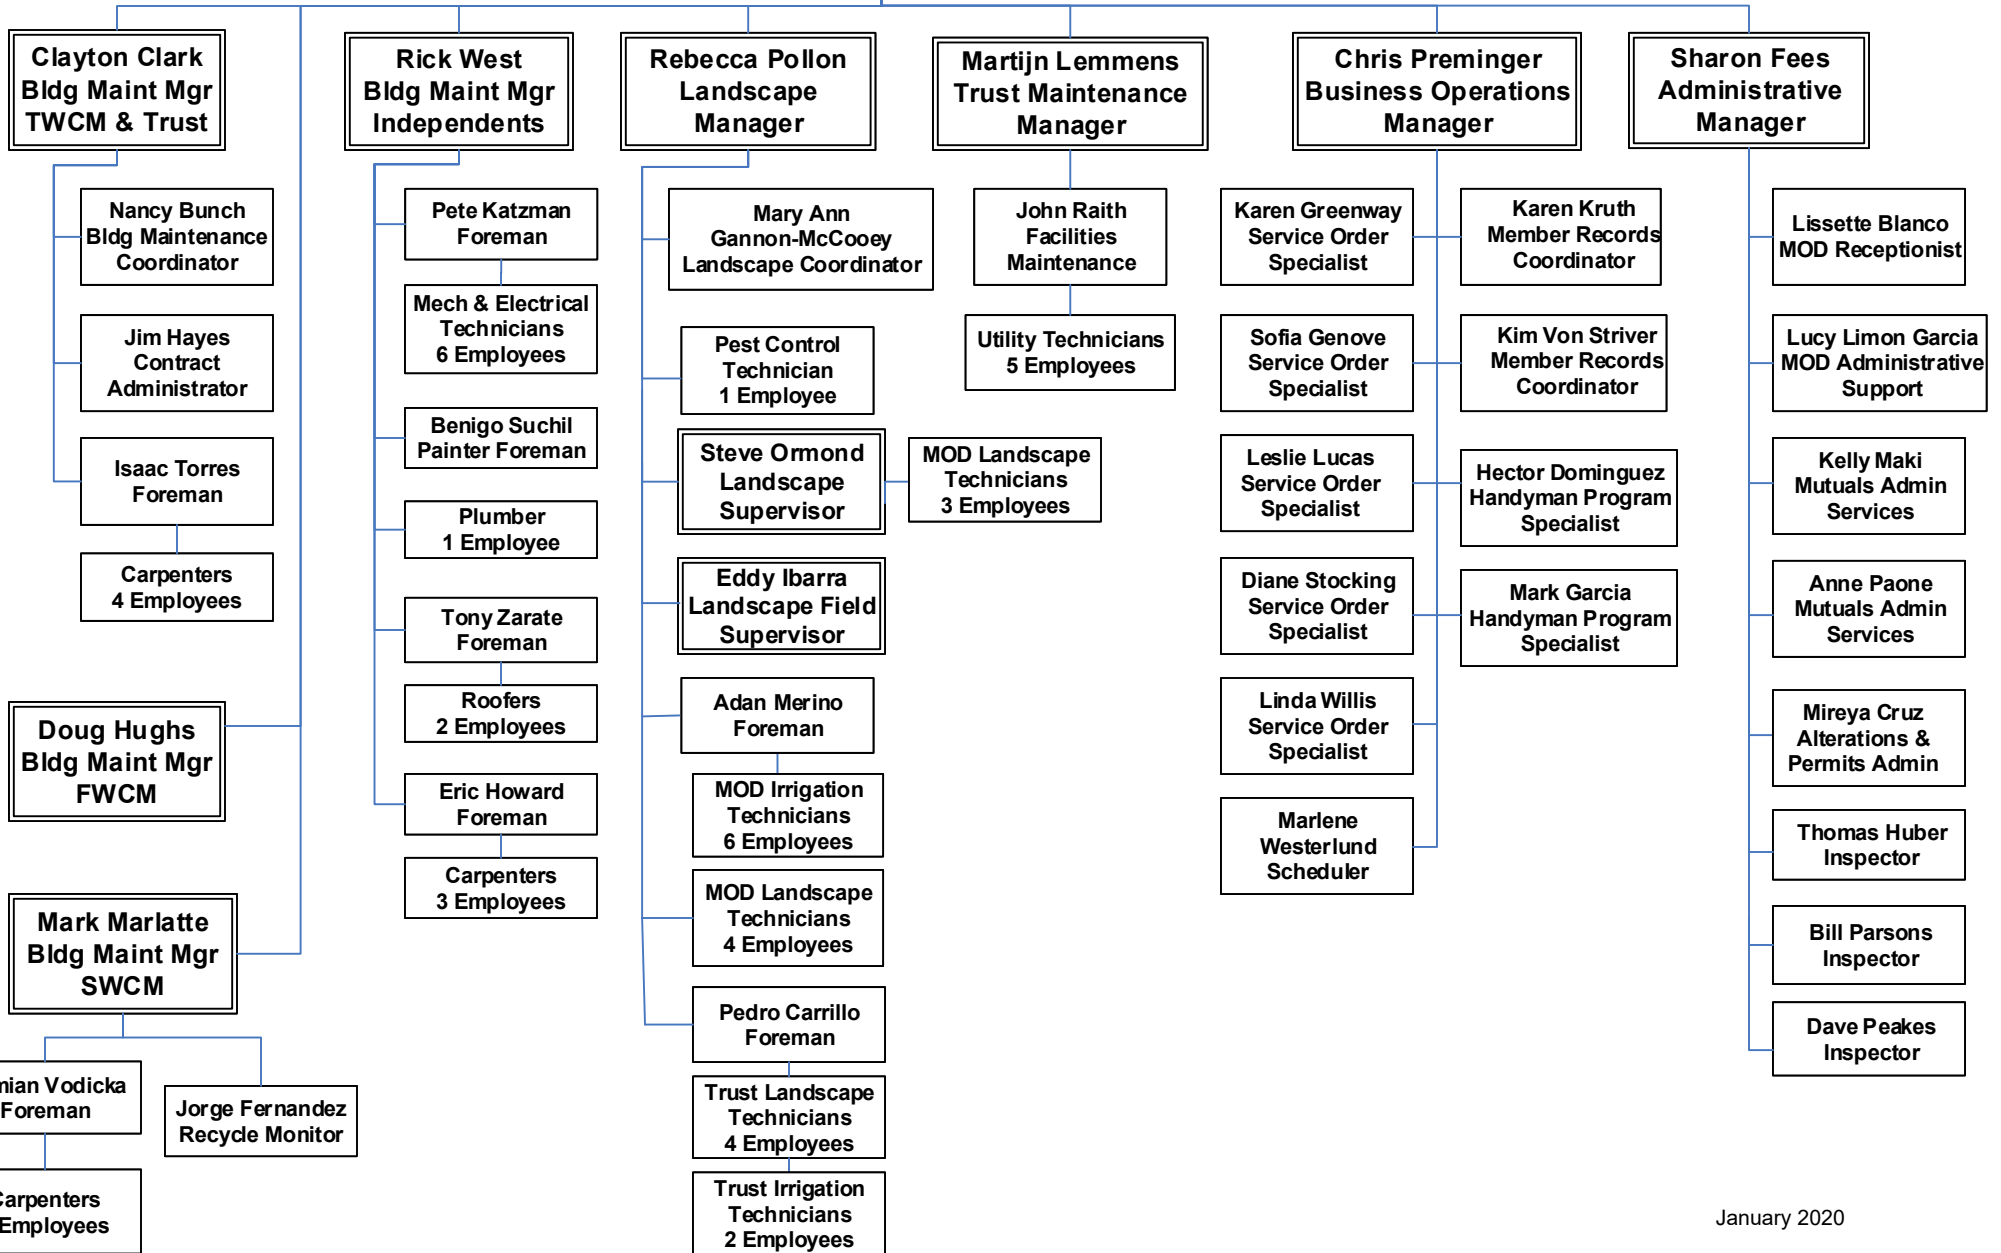 Clayton Clark
Bldg Maint Mgr
TWCM & Trust
Nancy Bunch
Bldg Maintenance
Coordinator
Jim Hayes
Contract
Administrator
Isaac Torres
Foreman
Carpenters
4 Employees
Doug Hughs
Bldg Maint Mgr
FWCM
Mark Marlatte
Bldg Maint Mgr
SWCM
Vodicka
Foreman
Jorge Fernandez
Recycle Monitor
Employees
Rick West
Bldg Maint Mgr
Independents
Pete Katzman
Foreman
Mech & Electrical
Technicians
6 Employees
Benigo Suchil
Painter Foreman
Plumber
1 Employee
Tony Zarate
Foreman
Roofers
2 Employees
Eric Howard
Foreman
Carpenters
3 Employees
Rebecca Pollon
Landscape
Manager
Mary Ann
Gannon-McCooey
Landscape Coordinator
Pest Control
Technician
1 Employee
Steve Ormond
Landscape
Supervisor
MOD Landscape
Technicians
3 Employees
Eddy Ibarra
Landscape Field
Supervisor
Adan Merino
Foreman
MOD Irrigation
Technicians
6 Employees
MOD Landscape
Technicians
4 Employees
Pedro Carrillo
Foreman
Trust Landscape
Technicians
4 Employees
Trust Irrigation
Technicians
2 Employees
Martijn Lemmens
Trust Maintenance
Manager
John Raith
Facilities
Maintenance
Utility Technicians
5 Employees
Chris Preminger
Business Operations
Manager
Karen Greenway
Service Order
Specialist
Karen Kruth
Member Records
Coordinator
Sofia Genove
Service Order
Specialist
Kim Von Striver
Member Records
Coordinator
Leslie Lucas
Service Order
Specialist
Hector Dominguez
Handyman Program
Specialist
Diane Stocking
Service Order
Specialist
Mark Garcia
Handyman Program
Specialist
Linda Willis
Service Order
Specialist
Marlene
Westerlund
Scheduler
Sharon Fees
Administrative
Manager
Lissette Blanco
MOD Receptionist
Lucy Limon Garcia
MOD Administrative
Support
Kelly Maki
Mutuals Admin
Services
Anne Paone
Mutuals Admin
Services
Mireya Cruz
Alterations &
Permits Admin
Thomas Huber
Inspector
Bill Parsons
Inspector
Dave Peakes
Inspector
January 2020